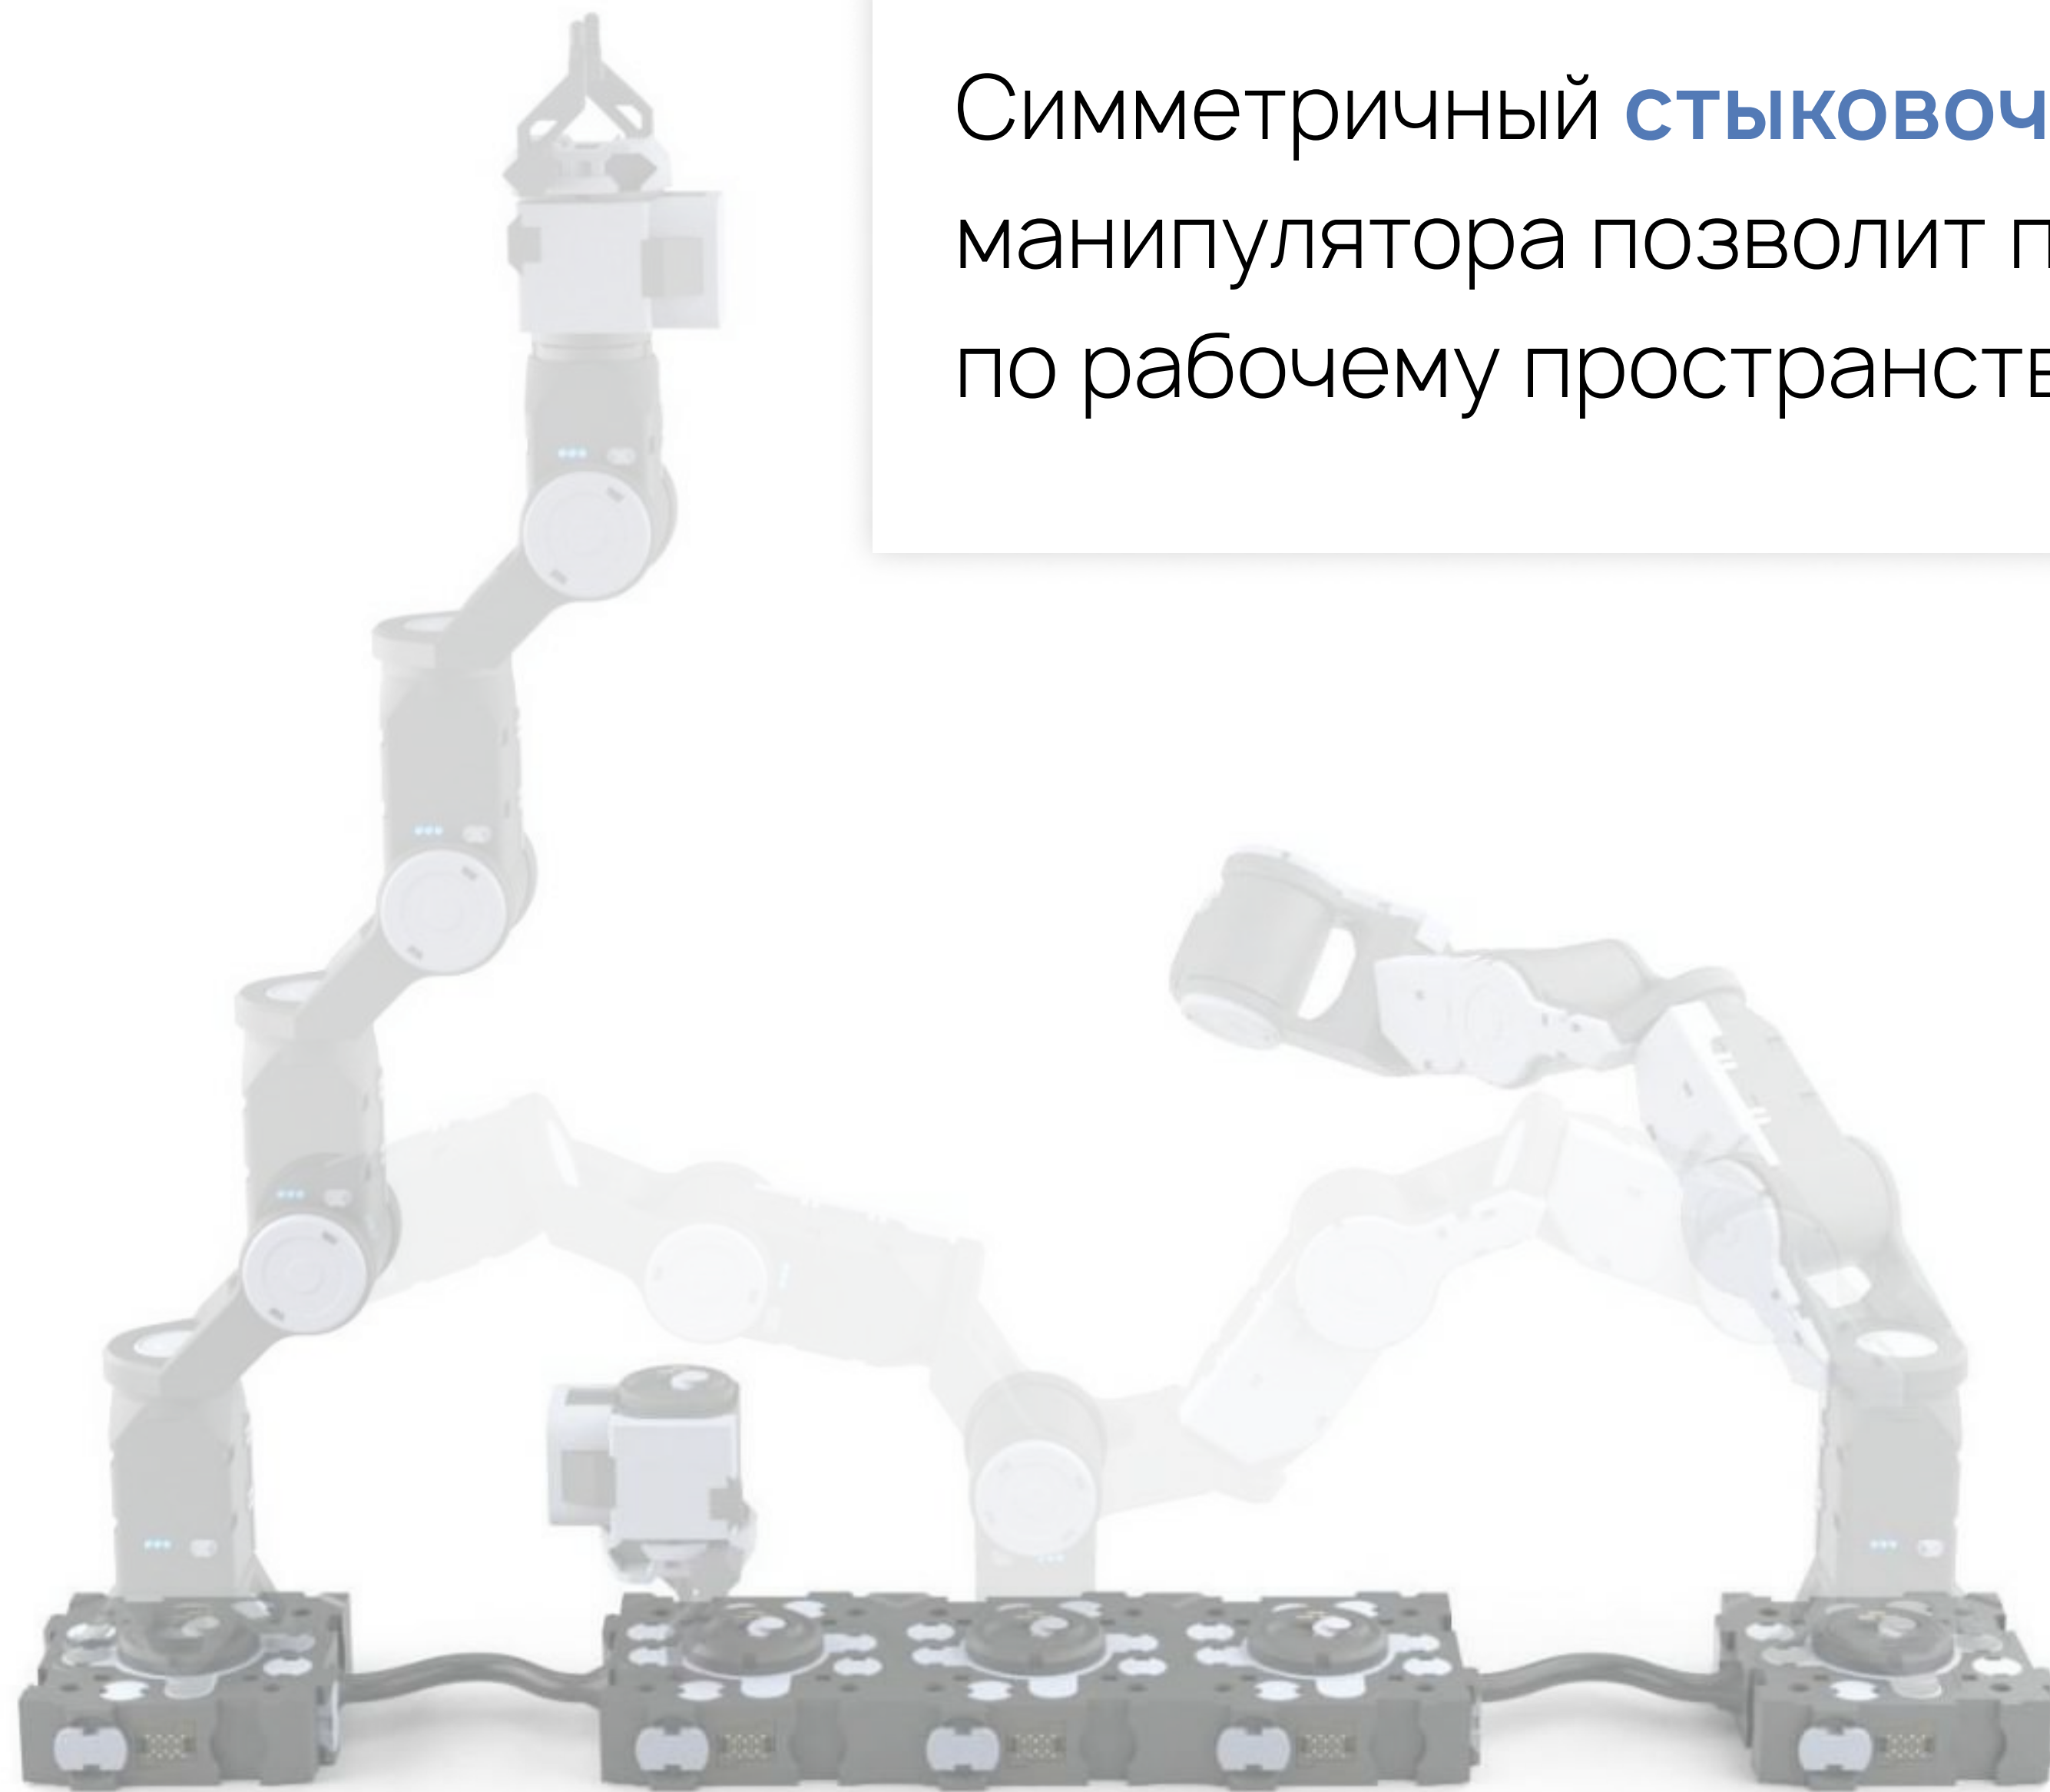 Симметричный стыковоч
манипулятора позволит п
по рабочему пространств